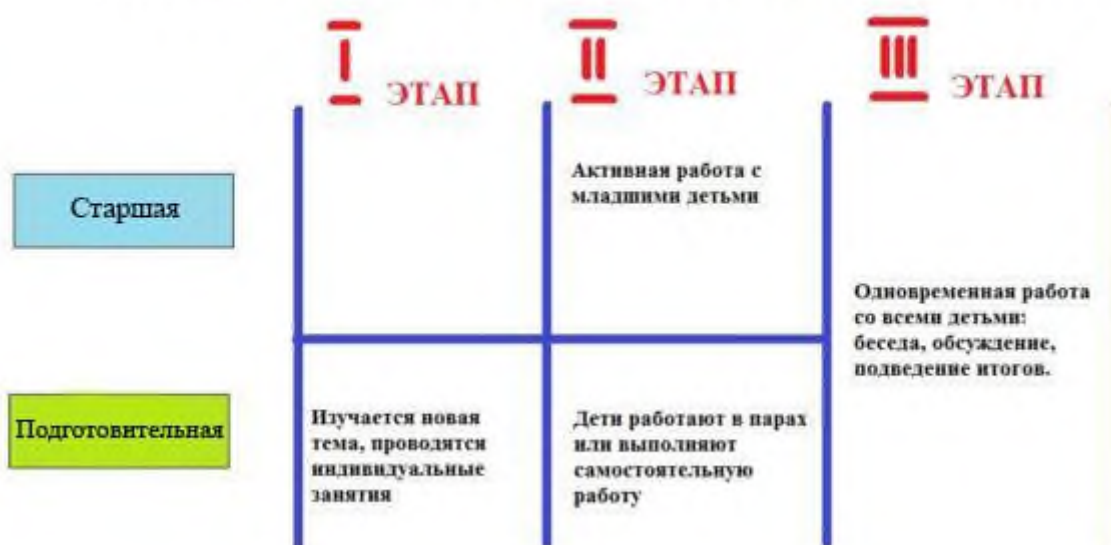 I ЭТАП
II ЭТАП
III ЭТАП
Старшая
Активная работа с
младшими детьми
Одновременная работа
со всеми детьми:
беседа, обсуждение,
подведение итогов.
Подготовительная
Изучается новая
тема, проводятся
индивидуальные
занятия
Дети работают в парах
или выполняют
самостоятельную
работу